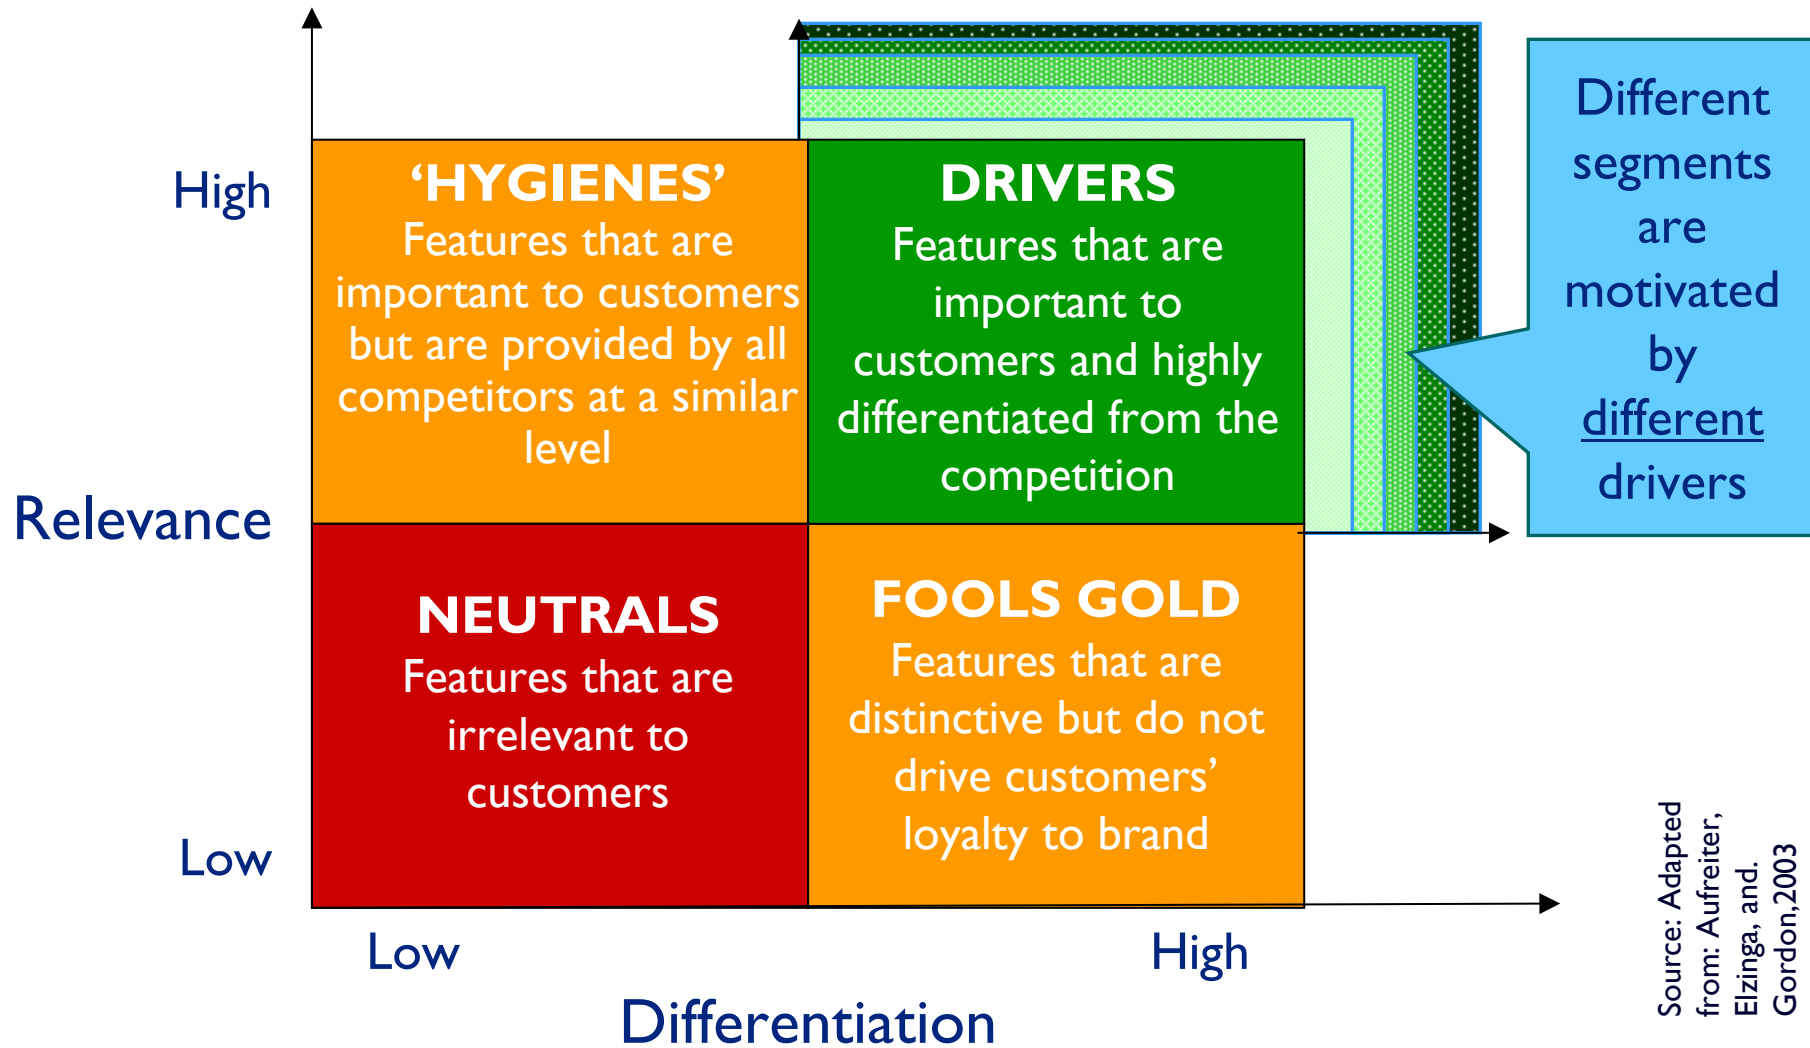 High
Relevance
Low
‘HYGIENES’
Features that are
important to customers
but are provided by all
competitors at a similar
level
DRIVERS
Features that are
important to
customers and highly
differentiated from the
competition
NEUTRALS
Features that are
irrelevant to
customers
FOOLS GOLD
Features that are
distinctive but do not
drive customers’
loyalty to brand
Different
segments
are
motivated
by
different
drivers
Low
High
Differentiation
Source: Adapted
from: Aufreiter,
Elzinga, and.
Gordon,2003